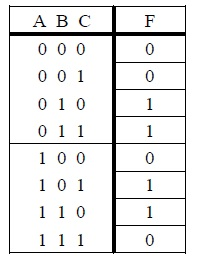 A B C F
0 0 0 0
0 0 1 0
0 1 0 1
0 1 1 1
1 0 0 0
1 0 1 1
1 1 0 1
1 1 1 0